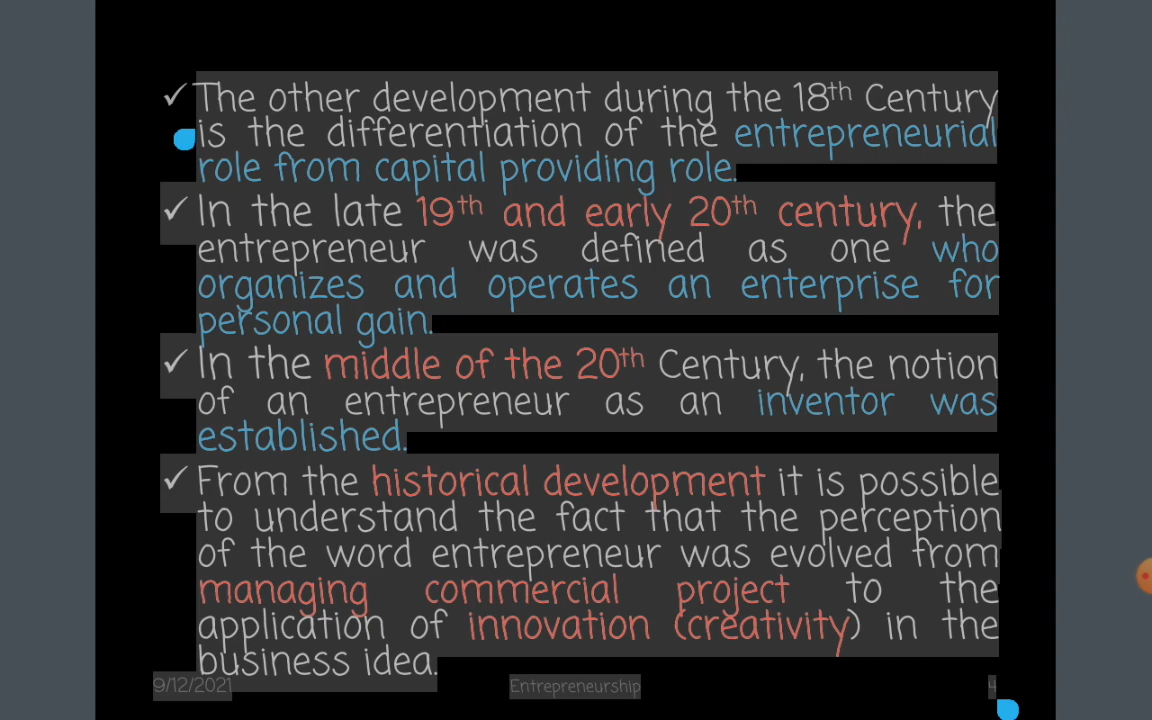 ✓ The other development during the 18th Century
is the differentiation of the entrepreneurial
role from capital providing role.
✓ In the late 19th and early 20th century, the
entrepreneur was defined as one who
organizes and operates an enterprise for
personal gain.
✓ In the middle of the 20th Century, the notion
of an entrepreneur as an inventor was
established.
✓ From the historical development it is possible
to understand the fact that the perception
of the word entrepreneur was evolved from
managing commercial project to the
application of innovation (creativity) in the
business idea.
9/12/2021 Entrepreneurship 4